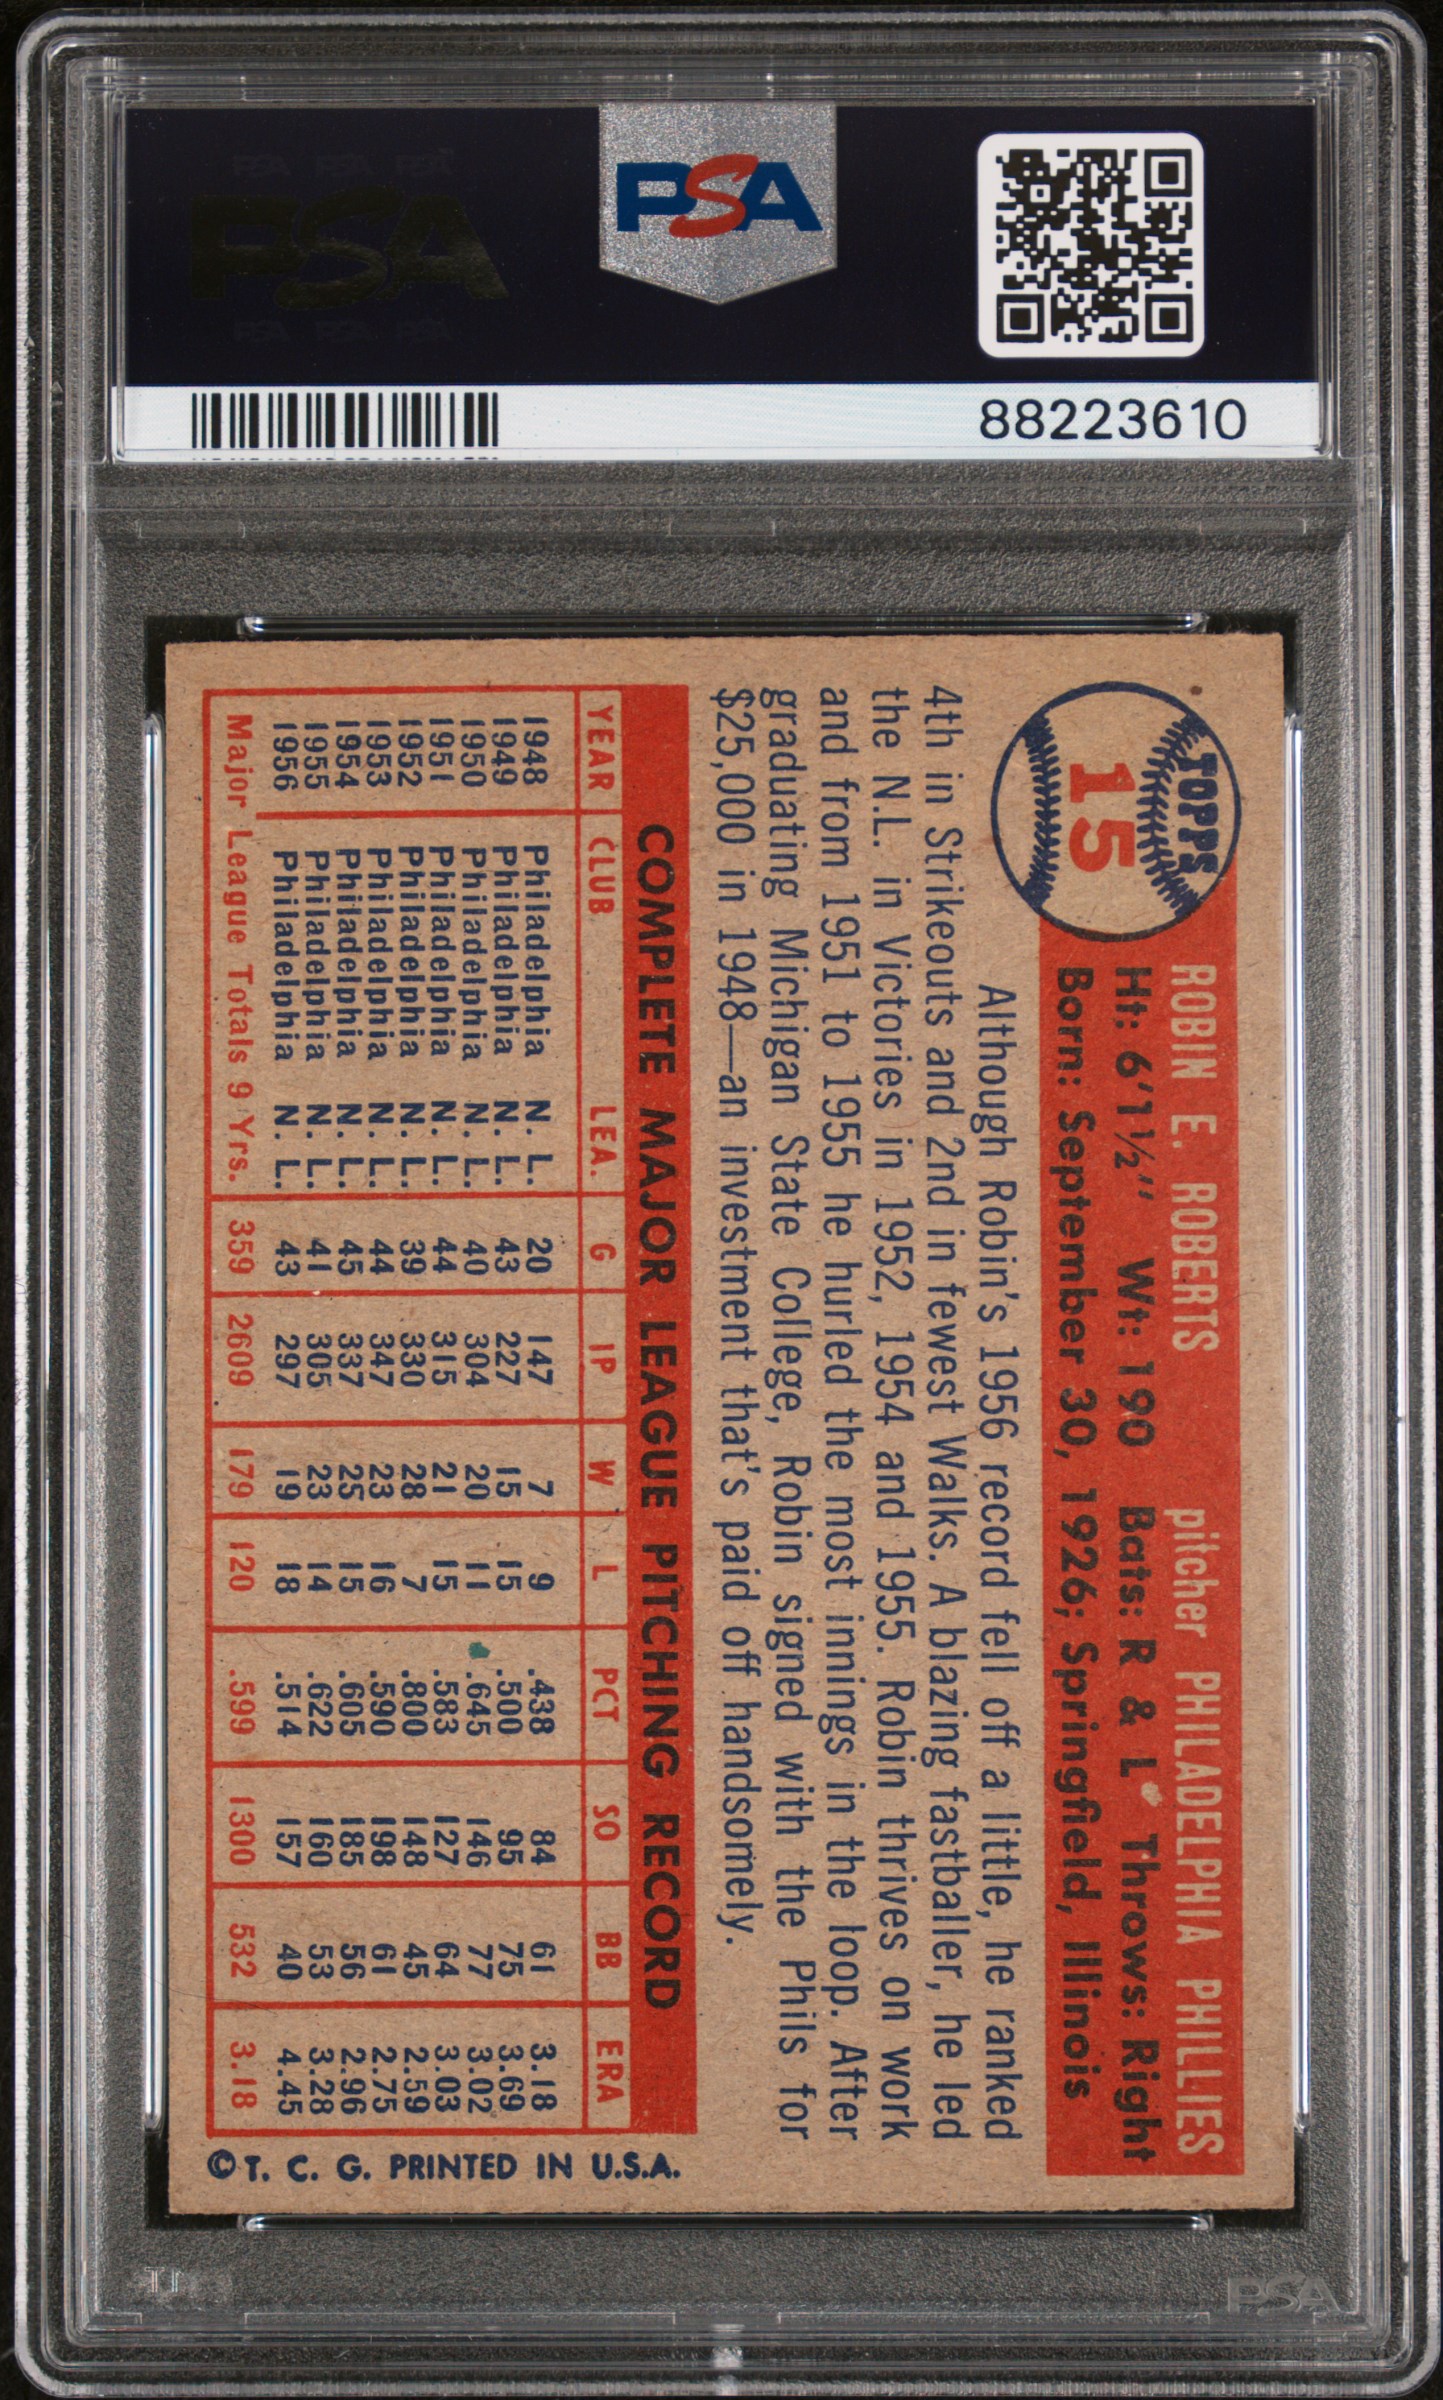 PSA
88223610
TOPPS
15
ROBIN E. ROBERTS pitcher PHILADELPHIA PHILLIES
Ht: 6'1½" Wt: 190 Bats: R & L Throws: Right
Born: September 30, 1926; Springfield, Illinois
Although Robin's 1956 record fell off a little, he ranked
4th in Strikeouts and 2nd in fewest Walks. A blazing fastballer, he led
the N.L. in Victories in 1952, 1954 and 1955. Robin thrives on work
and from 1951 to 1955 he hurled the most innings in the loop. After
graduating Michigan State College, Robin signed with the Phils for
$25,000 in 1948—an investment that's paid off handsomely.
COMPLETE MAJOR LEAGUE PITCHING RECORD
YEAR CLUB LEA. G IP W L PCT SO BB ERA
1948 Philadelphia N. L. 20 147 7 9 .438 84 61 3.18
1949 Philadelphia N. L. 43 227 15 15 .500 95 75 3.69
1950 Philadelphia N. L. 40 304 20 11 .645 146 77 3.02
1951 Philadelphia N. L. 44 315 21 15 .583 127 64 3.03
1952 Philadelphia N. L. 39 330 28 7 .800 148 45 2.59
1953 Philadelphia N. L. 44 347 23 16 .590 198 61 2.75
1954 Philadelphia N. L. 45 337 25 15 .605 185 56 2.96
1955 Philadelphia N. L. 41 305 23 14 .622 160 53 3.28
1956 Philadelphia N. L. 43 297 19 18 .514 157 40 4.45
Major League Totals 9 Yrs. 359 2609 179 120 .599 1300 532 3.18
© T. C. G. PRINTED IN U.S.A.
PSA PSA PSA
PSA
PSA PSA PSA
PSA